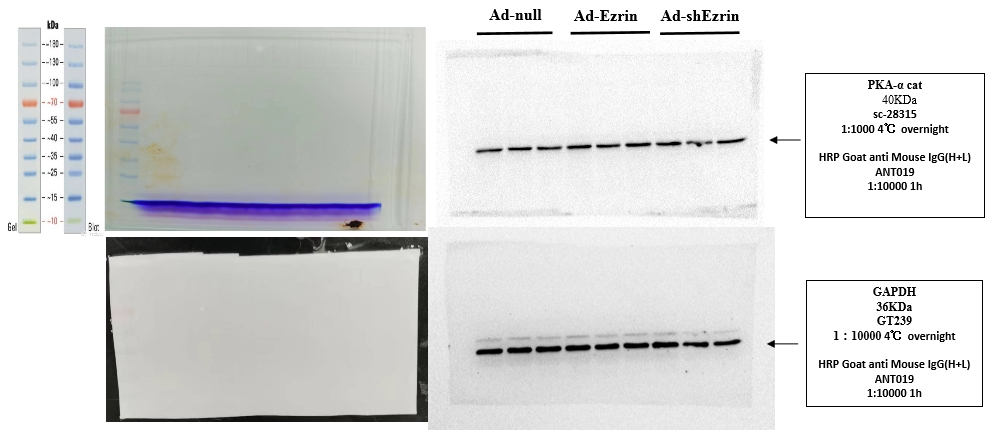 kDa
~180
~130
~100
~70
~55
~40
~35
~25
~15
~10
Gel
Blot
Ad-null Ad-Ezrin Ad-shEzrin
PKA-α cat
40KDa
sc-28315
1:1000 4℃ overnight
HRP Goat anti Mouse IgG(H+L)
ANT019
1:10000 1h
GAPDH
36KDa
GT239
1：10000 4℃ overnight
HRP Goat anti Mouse IgG(H+L)
ANT019
1:10000 1h